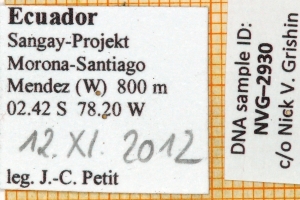 Ecuador
Sangay-Projekt
Morona-Santiago
Mendez (W) 800 m
02.42 S 78.20 W
12. XI. 2012
leg. J.-C. Petit
DNA sample ID:
NVG–2930
c/o Nick V. Grishin